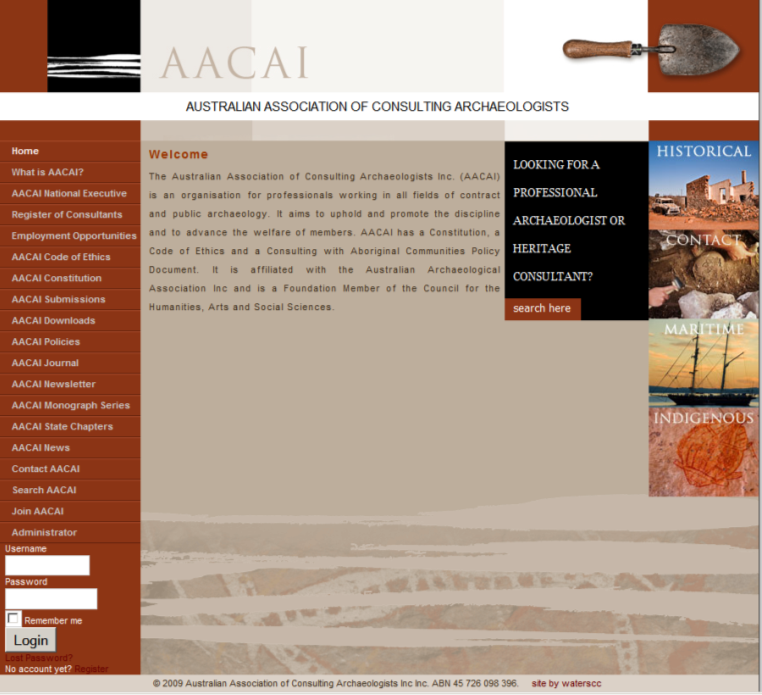 AACAI
AUSTRALIAN ASSOCIATION OF CONSULTING ARCHAEOLOGISTS
Home
What is AACAI?
AACAI National Executive
Register of Consultants
Employment Opportunities
AACAI Code of Ethics
AACAI Constitution
AACAI Submissions
AACAI Downloads
AACAI Policies
AACAI Journal
AACAI Newsletter
AACAI Monograph Series
AACAI State Chapters
AACAI News
Contact AACAI
Search AACAI
Join AACAI
Administrator
Username
Password
Remember me
Login
Lost Password?
No account yet? Register
Welcome
The Australian Association of Consulting Archaeologists Inc. (AACAI)
is an organisation for professionals working in all fields of contract
and public archaeology. It aims to uphold and promote the discipline
and to advance the welfare of members. AACAI has a Constitution, a
Code of Ethics and a Consulting with Aboriginal Communities Policy
Document. It is affiliated with the Australian Archaeological
Association Inc and is a Foundation Member of the Council for the
Humanities, Arts and Social Sciences.
LOOKING FOR A
PROFESSIONAL
ARCHAEOLOGIST OR
HERITAGE
CONSULTANT?
search here
HISTORICAL
CONTACT
MARITIME
INDIGENOUS
© 2009 Australian Association of Consulting Archaeologists Inc Inc. ABN 45 726 098 396. site by waterscc